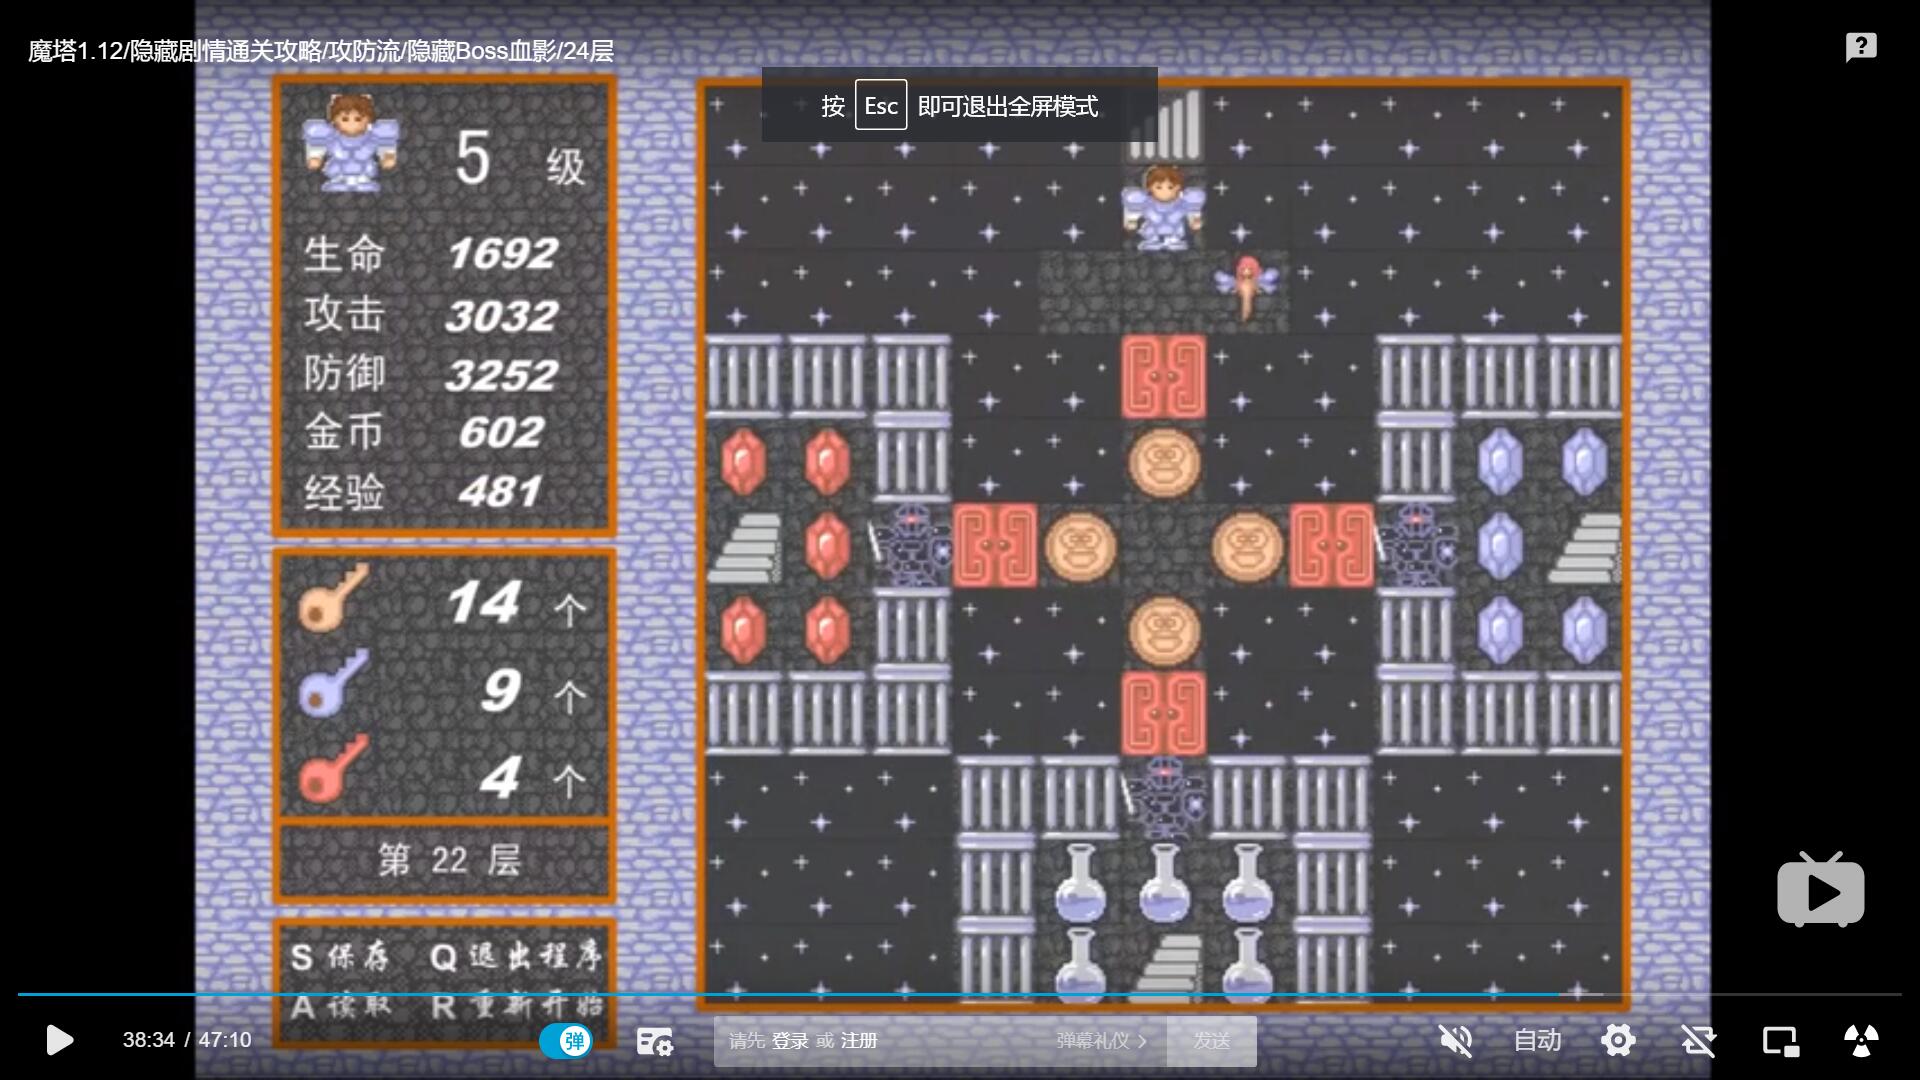 魔塔1.12/隐藏剧情通关攻略/攻防流/隐藏Boss血影/24层
按 Esc 即可退出全屏模式
5 级
生命 1692
攻击 3032
防御 3252
金币 602
经验 481
14 个
9 个
4 个
第 22 层
S 保存 Q 退出程序
A 读取 R 重新开始
38:34 / 47:10
弹
请先 登录 或 注册
弹幕礼仪
发送
自动